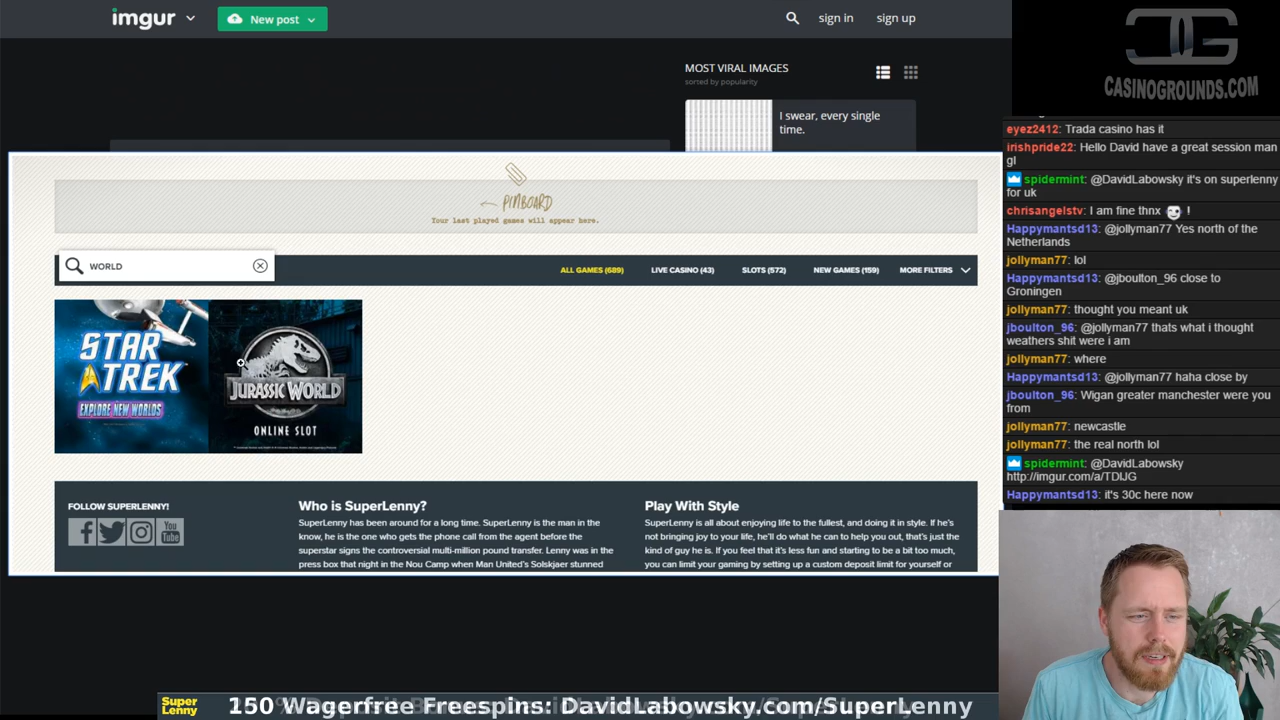 imgur
New post
sign in
sign up
MOST VIRAL IMAGES
sorted by popularity
I swear, every single
time.
PINBOARD
Your last played games will appear here.
WORLD
ALL GAMES (689)
LIVE CASINO (43)
SLOTS (572)
NEW GAMES (159)
MORE FILTERS
STAR
TREK
EXPLORE NEW WORLDS
JURASSIC WORLD
ONLINE SLOT
FOLLOW SUPERLENNY!
You
Tube
Who is SuperLenny?
SuperLenny has been around for a long time. SuperLenny is the man in the
know, he is the one who gets the phone call from the agent before the
superstar signs the controversial multi-million pound transfer. Lenny was in the
press box that night in the Nou Camp when Man United's Solskjaer stunned
Play With Style
SuperLenny is all about enjoying life to the fullest, and doing it in style. If he's
not bringing joy to your life, he'll do what he can to help you out, that's just the
kind of guy he is. If you feel that it's less fun and starting to be a bit too much,
you can limit your gaming by setting up a custom deposit limit for yourself or
CG
CASINOGROUNDS.COM
eyez2412: Trada casino has it
irishpride22: Hello David have a great session man
gl
spidermint: @DavidLabowsky it's on superlenny
for uk
chrisangelstv: I am fine thnx !
Happymantsd13: @jollyman77 Yes north of the
Netherlands
jollyman77: lol
Happymantsd13: @jboulton_96 close to
Groningen
jollyman77: thought you meant uk
jboulton_96: @jollyman77 thats what i thought
weathers shit were i am
jollyman77: where
Happymantsd13: @jollyman77 haha close by
jboulton_96: Wigan greater manchester were you
from
jollyman77: newcastle
jollyman77: the real north lol
spidermint: @DavidLabowsky
http://imgur.com/a/TDlJG
Happymantsd13: it's 30c here now
Super
Lenny
150 Wagerfree Freespins: DavidLabowsky.com/SuperLenny